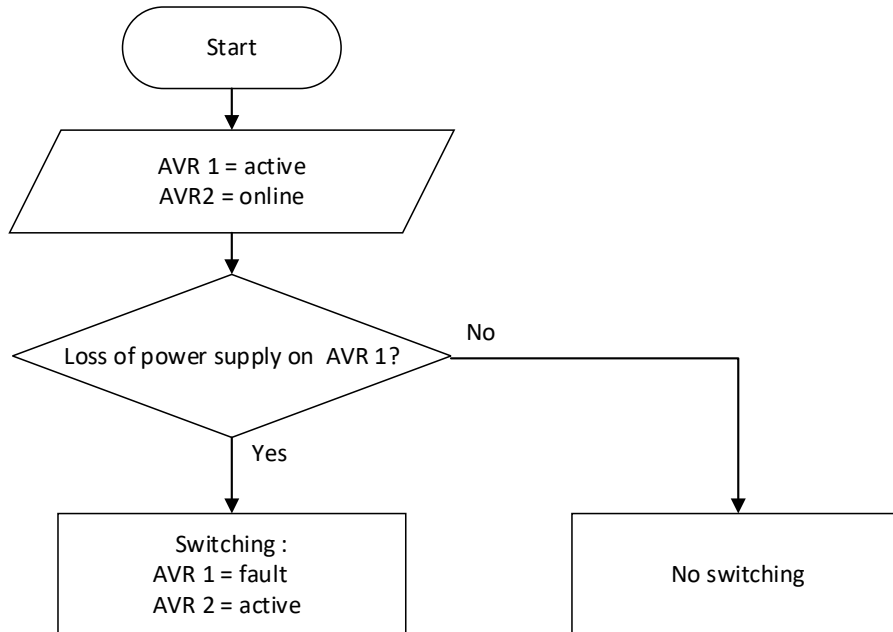 Start
AVR 1 = active
AVR2 = online
Loss of power supply on AVR 1?
No
Yes
Switching :
AVR 1 = fault
AVR 2 = active
No switching